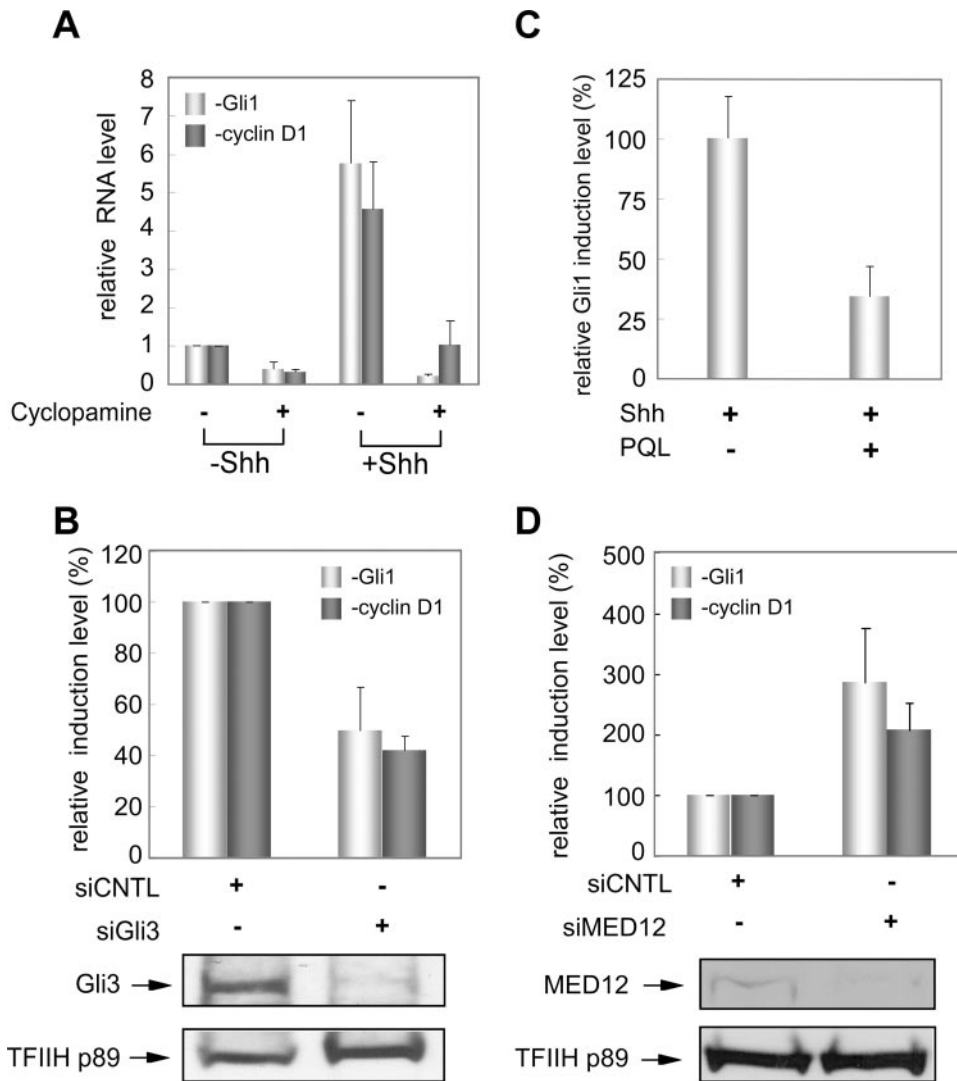 A
relative RNA level
8
7
6
5
4
3
2
1
0
-Gli1
-cyclin D1
Cyclopamine - + - +
-Shh +Shh
C
relative Gli1 induction level (%)
125
100
75
50
25
0
Shh + +
PQL - +
B
relative induction level (%)
120
100
80
60
40
20
0
-Gli1
-cyclin D1
siCNTL + -
siGli3 - +
Gli3
TFIIH p89
D
relative induction level (%)
500
400
300
200
100
0
-Gli1
-cyclin D1
siCNTL + -
siMED12 - +
MED12
TFIIH p89